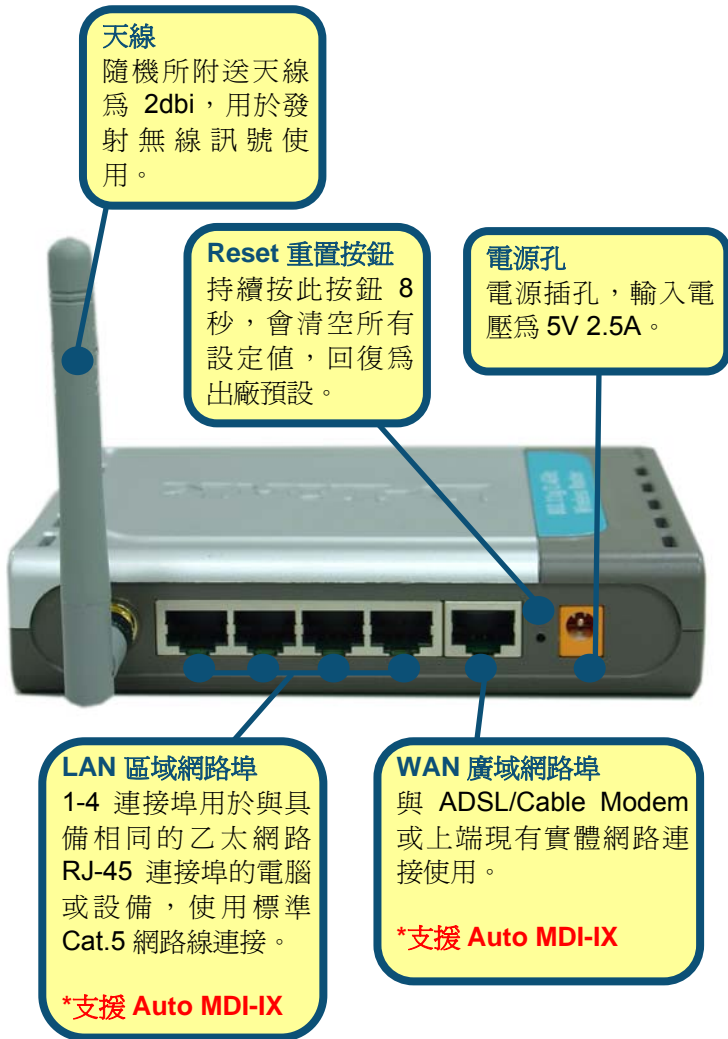 天線
隨機所附送天線
爲 2dbi，用於發
射無線訊號使
用。
Reset 重置按鈕
持續按此按鈕 8
秒，會清空所有
設定值，回復爲
出廠預設。
電源孔
電源插孔，輸入電
壓爲 5V 2.5A。
LAN 區域網路埠
1-4 連接埠用於與具
備相同的乙太網路
RJ-45 連接埠的電腦
或設備，使用標準
Cat.5 網路線連接。
*支援 Auto MDI-IX
WAN 廣域網路埠
與 ADSL/Cable Modem
或上端現有實體網路連
接使用。
*支援 Auto MDI-IX